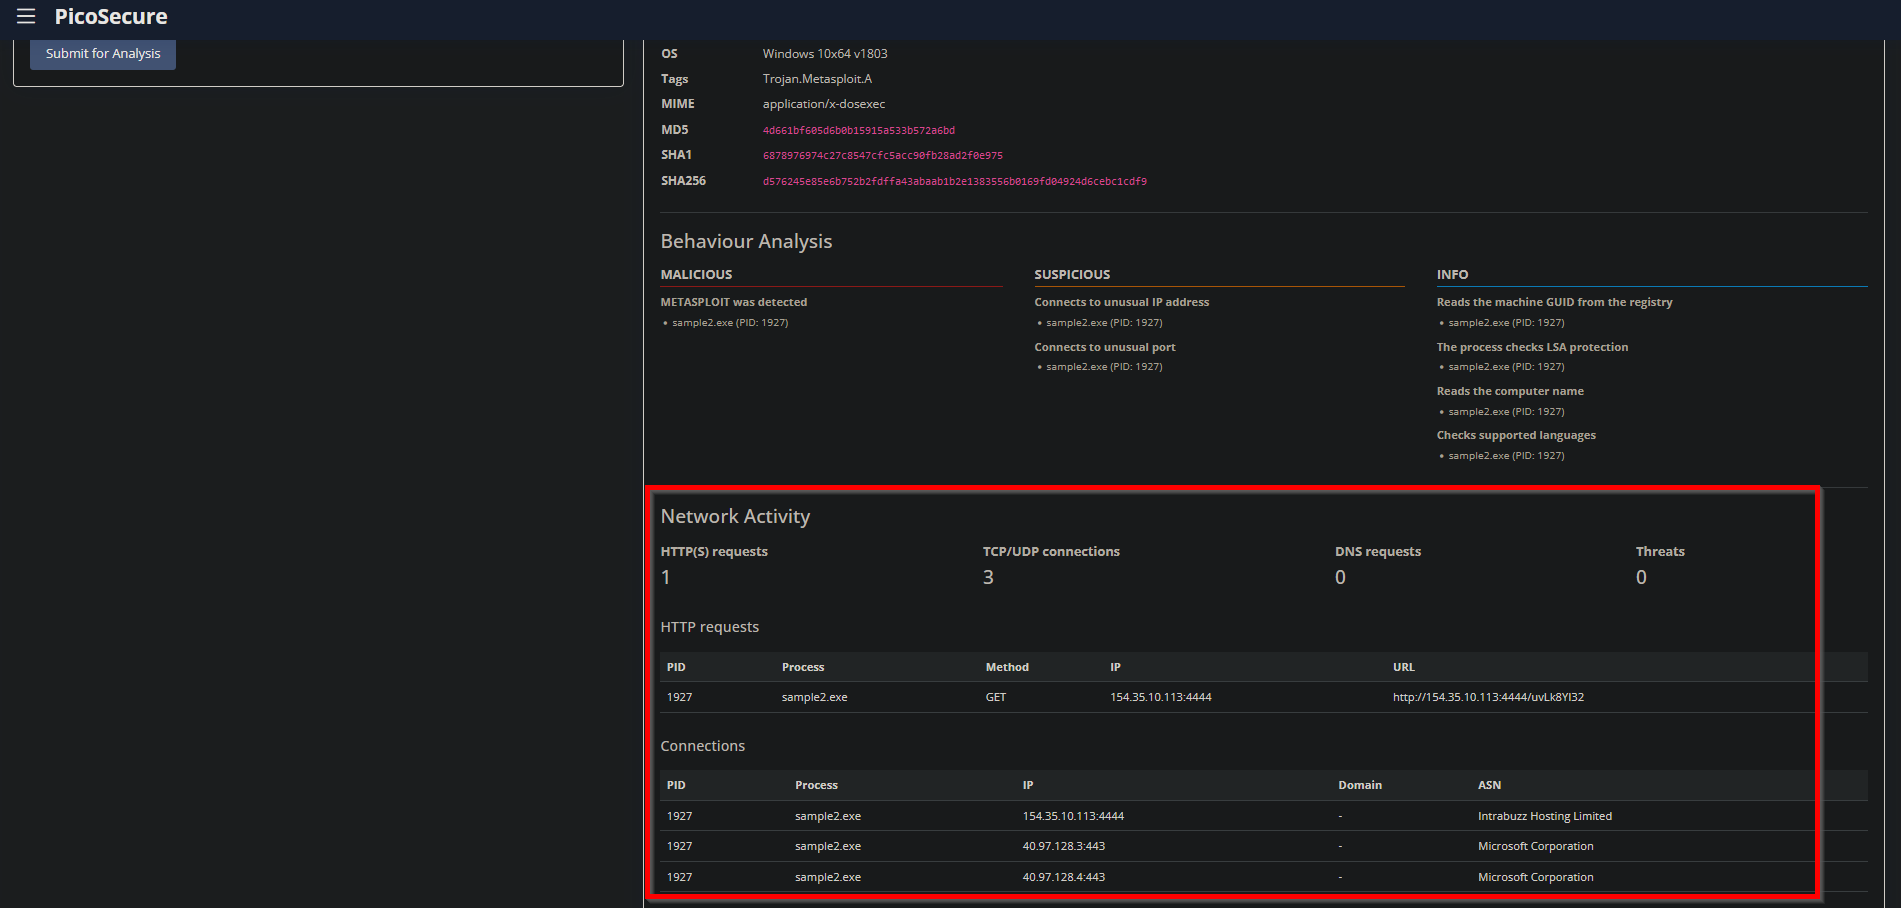 PicoSecure
Submit for Analysis
OS Windows 10x64 v1803
Tags Trojan.Metasploit.A
MIME application/x-dosexec
MD5 4d661bf605d6b0b15915a533b572a6bd
SHA1 6878976974c27c8547cfc5acc90fb28ad2f0e975
SHA256 d576245e85e6b752b2fdffa43abaab1b2e1383556b0169fd04924d6cebc1cdf9
Behaviour Analysis
MALICIOUS
METASPLOIT was detected
• sample2.exe (PID: 1927)
SUSPICIOUS
Connects to unusual IP address
• sample2.exe (PID: 1927)
Connects to unusual port
• sample2.exe (PID: 1927)
INFO
Reads the machine GUID from the registry
• sample2.exe (PID: 1927)
The process checks LSA protection
• sample2.exe (PID: 1927)
Reads the computer name
• sample2.exe (PID: 1927)
Checks supported languages
• sample2.exe (PID: 1927)
Network Activity
HTTP(S) requests TCP/UDP connections DNS requests Threats
1 3 0 0
HTTP requests
PID Process Method IP URL
1927 sample2.exe GET 154.35.10.113:4444 http://154.35.10.113:4444/uvLk8YI32
Connections
PID Process IP Domain ASN
1927 sample2.exe 154.35.10.113:4444 - Intrabuzz Hosting Limited
1927 sample2.exe 40.97.128.3:443 - Microsoft Corporation
1927 sample2.exe 40.97.128.4:443 - Microsoft Corporation